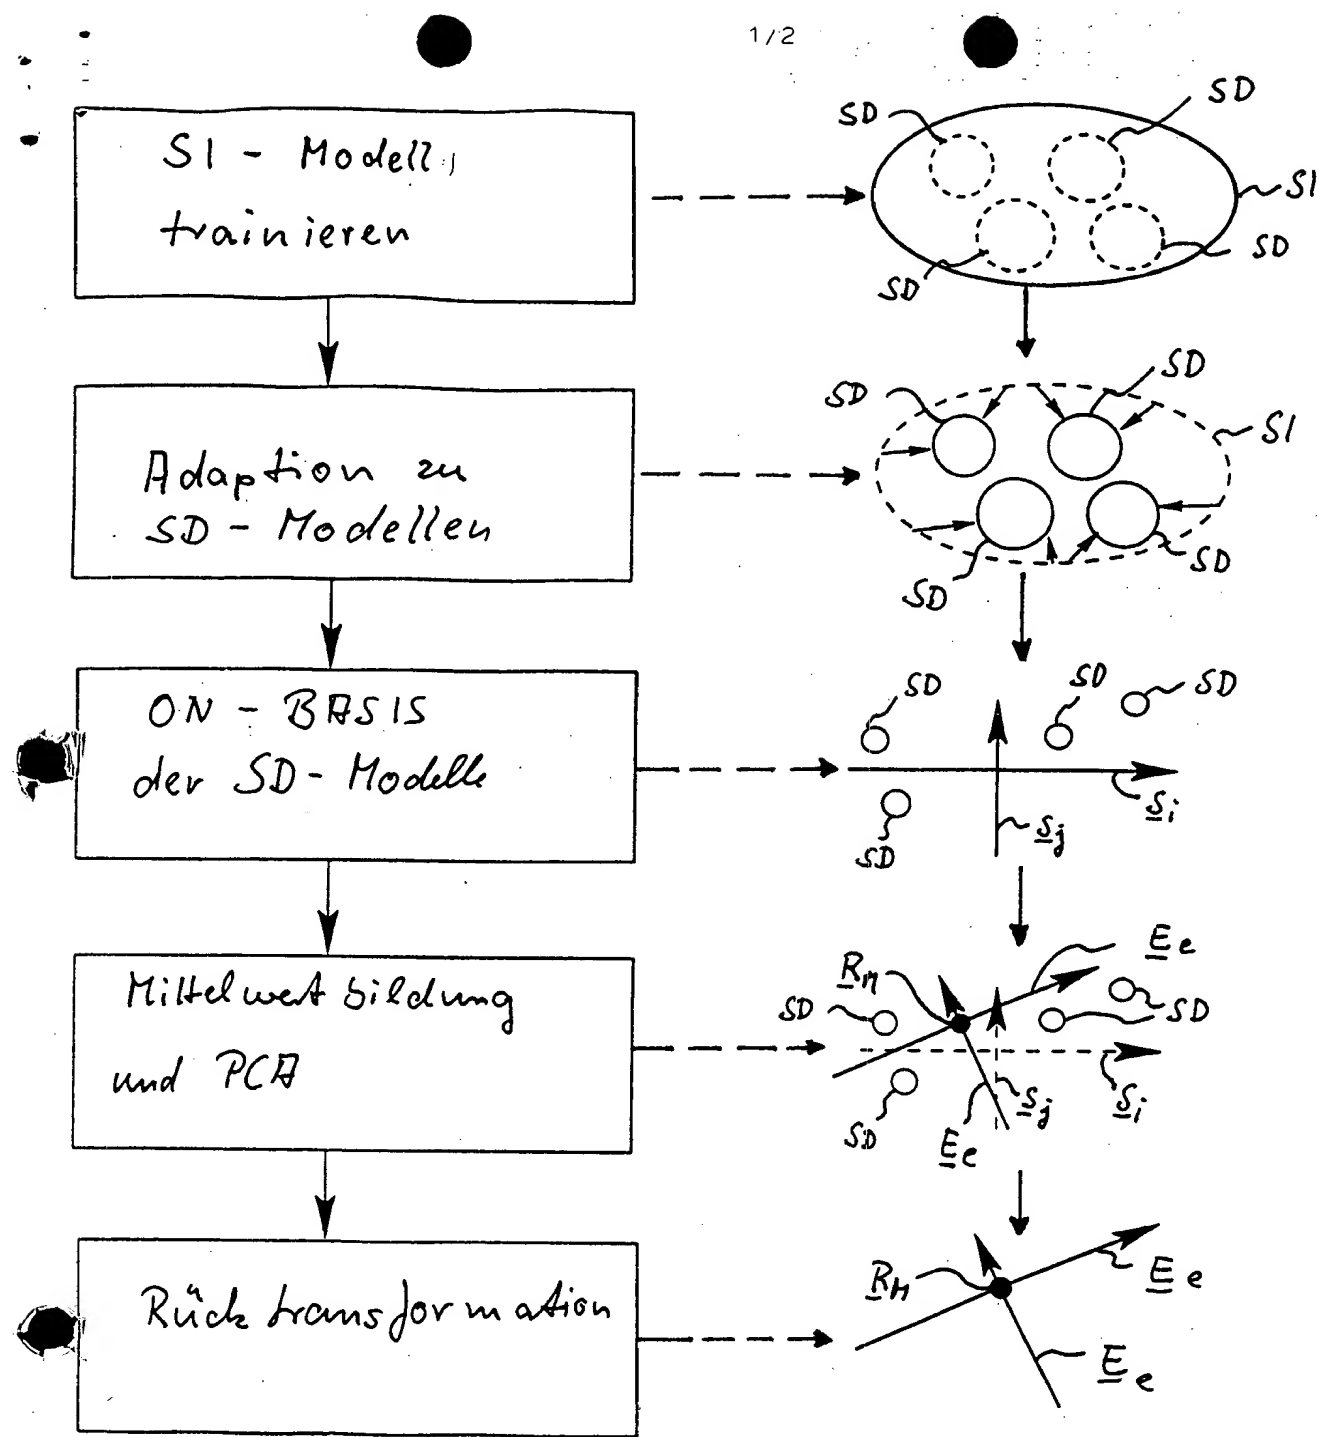 1/2
SI - Modell
trainieren
SD
SD
SI
SD
SD
Adaption zu
SD - Modellen
SD
SD
SI
SD
SD
ON - BASIS
der SD - Modelle
SD
SD
SD
SD
s_i
s_j
Mittelwertbildung
und PCA
R_M
E_e
SD
SD
SD
s_j
s_i
E_e
Rücktransformation
R_M
E_e
E_e